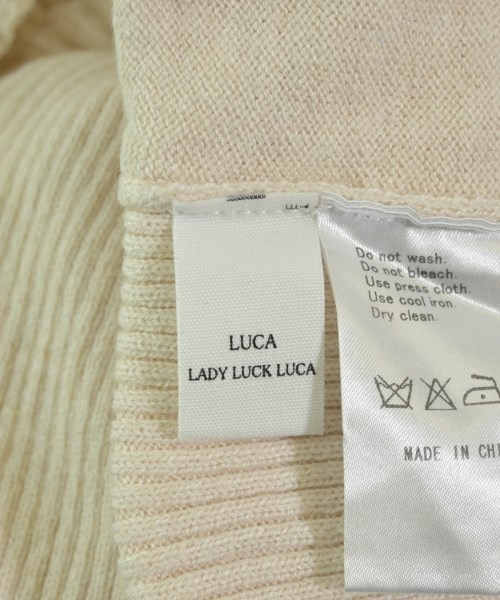 LUCA
LADY LUCK LUCA
Do not wash.
Do not bleach.
Use press cloth.
Use cool iron.
Dry clean.
MADE IN CHI